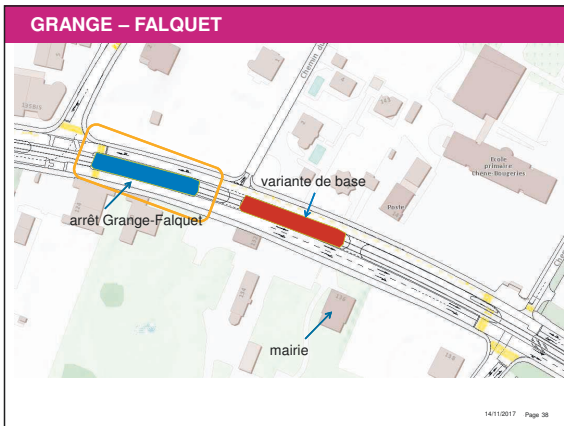 GRANGE – FALQUET
Chemin du
Ecole
primaire
Chêne-Bougeries
variante de base
Poste
arrêt Grange-Falquet
mairie
14/11/2017 Page 38